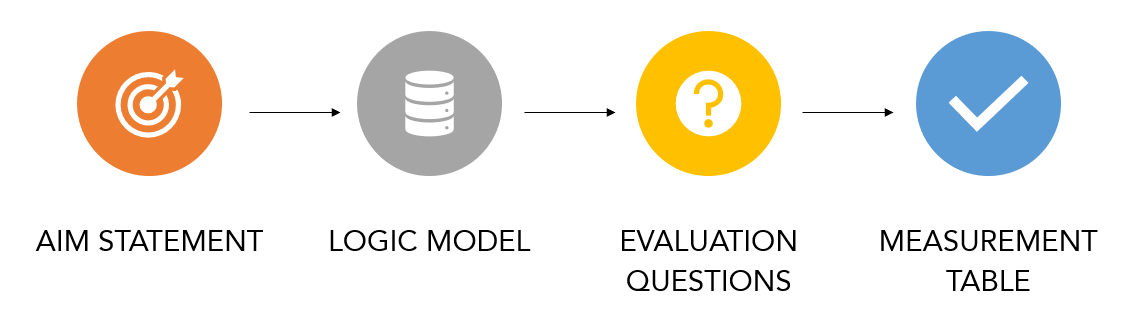 AIM STATEMENT
LOGIC MODEL
EVALUATION
QUESTIONS
MEASUREMENT
TABLE